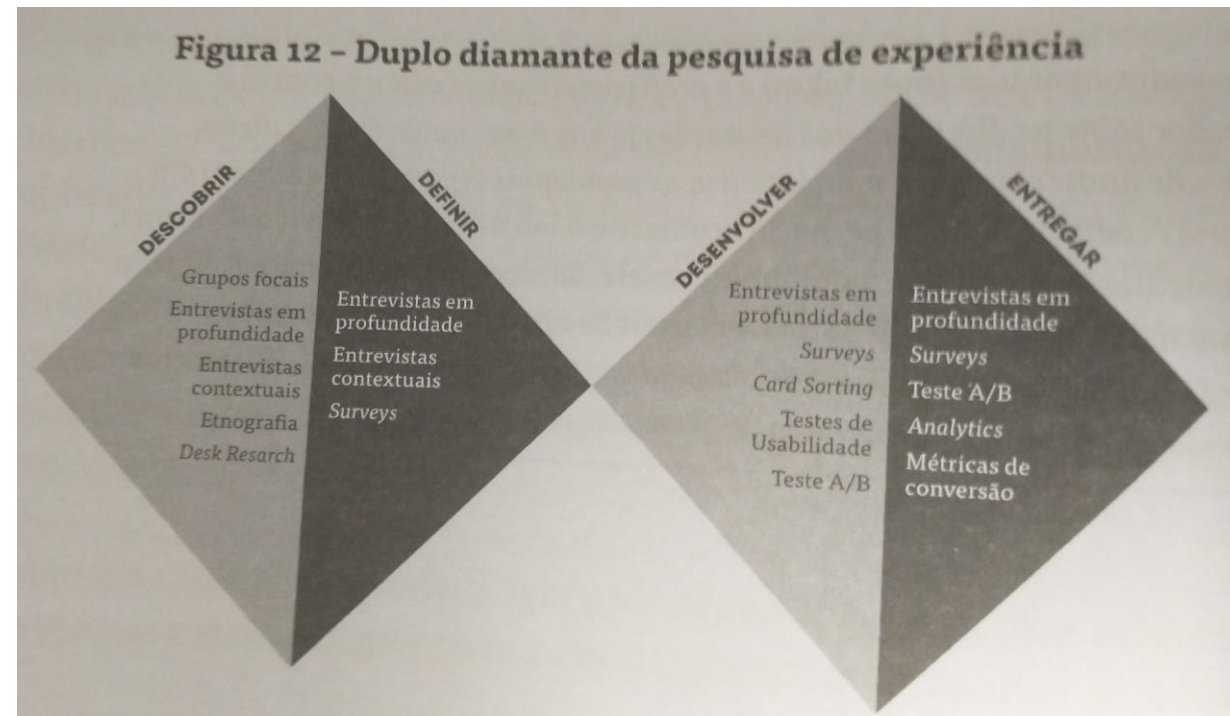 Figura 12 – Duplo diamante da pesquisa de experiência
DESCOBRIR
Grupos focais
Entrevistas em
profundidade
Entrevistas
contextuais
Etnografia
Desk Resarch
DEFINIR
Entrevistas em
profundidade
Entrevistas
contextuais
Surveys
DESENVOLVER
Entrevistas em
profundidade
Surveys
Card Sorting
Testes de
Usabilidade
Teste A/B
ENTREGAR
Entrevistas em
profundidade
Surveys
Teste A/B
Analytics
Métricas de
conversão